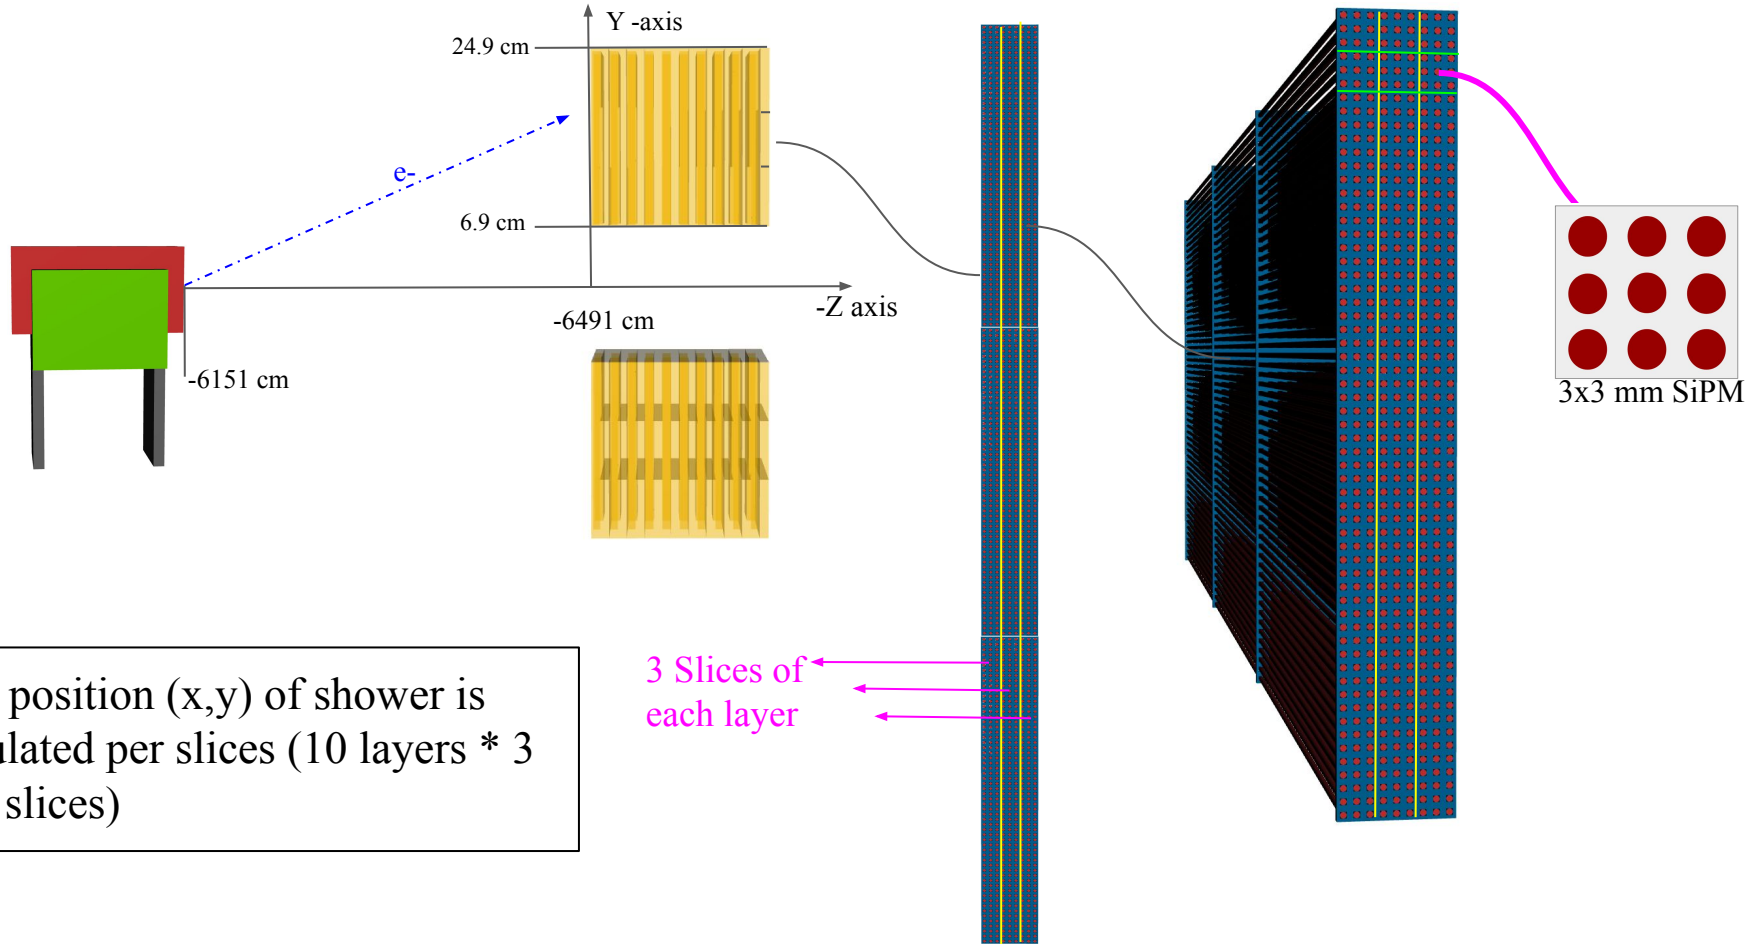 Y -axis
24.9 cm
e-
6.9 cm
-Z axis
-6491 cm
-6151 cm
3x3 mm SiPM
3 Slices of
each layer
position (x,y) of shower is
per slices (10 layers * 3
slices)